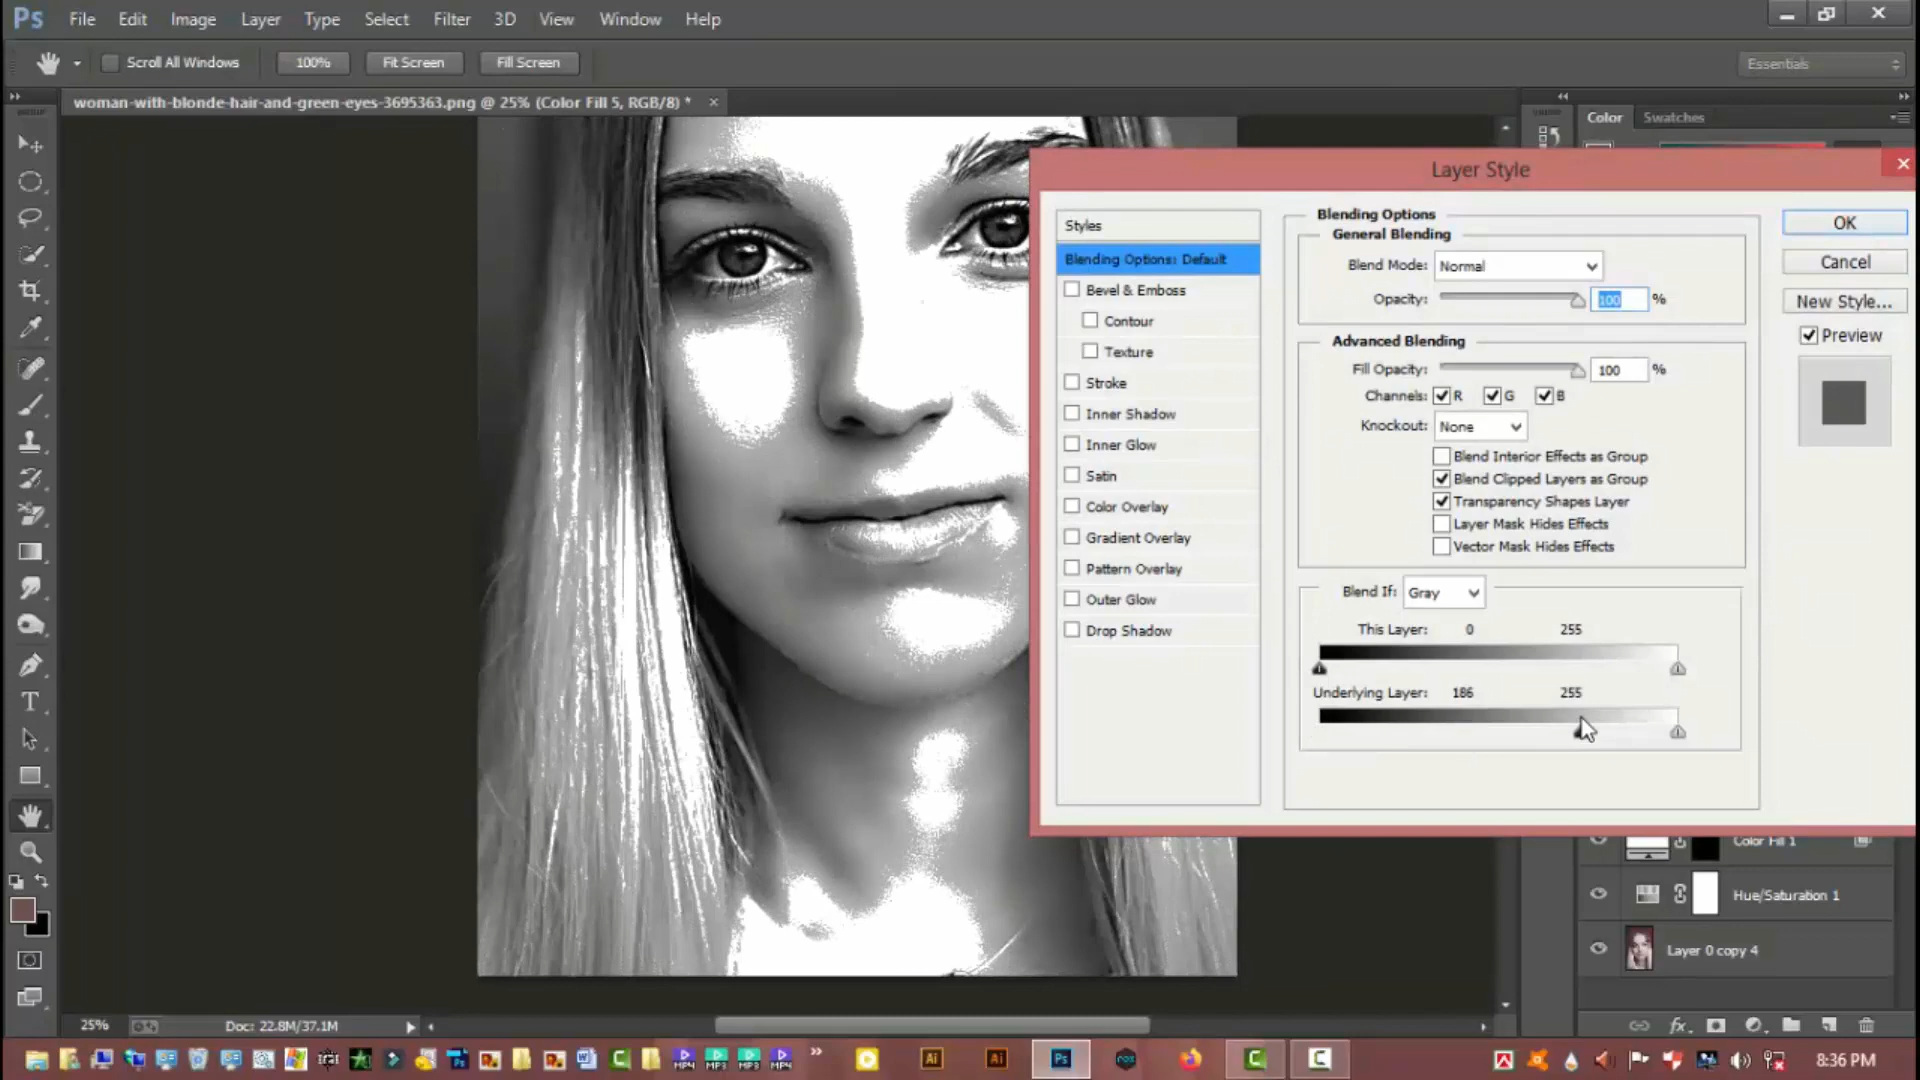 Ps File Edit Image Layer Type Select Filter 3D View Window Help
Scroll All Windows 100% Fit Screen Fill Screen Essentials
woman-with-blonde-hair-and-green-eyes-3695363.png @ 25% (Color Fill 5, RGB/8) * ×
Color Swatches
Layer Style
Styles
Blending Options: Default
Bevel & Emboss
Contour
Texture
Stroke
Inner Shadow
Inner Glow
Satin
Color Overlay
Gradient Overlay
Pattern Overlay
Outer Glow
Drop Shadow
Blending Options
General Blending
Blend Mode: Normal
Opacity: 100 %
Advanced Blending
Fill Opacity: 100 %
Channels: R G B
Knockout: None
Blend Interior Effects as Group
Blend Clipped Layers as Group
Transparency Shapes Layer
Layer Mask Hides Effects
Vector Mask Hides Effects
Blend If: Gray
This Layer: 0 255
Underlying Layer: 186 255
OK
Cancel
New Style...
Preview
Color Fill 1
Hue/Saturation 1
Layer 0 copy 4
25% Doc: 22.8M/37.1M
8:36 PM